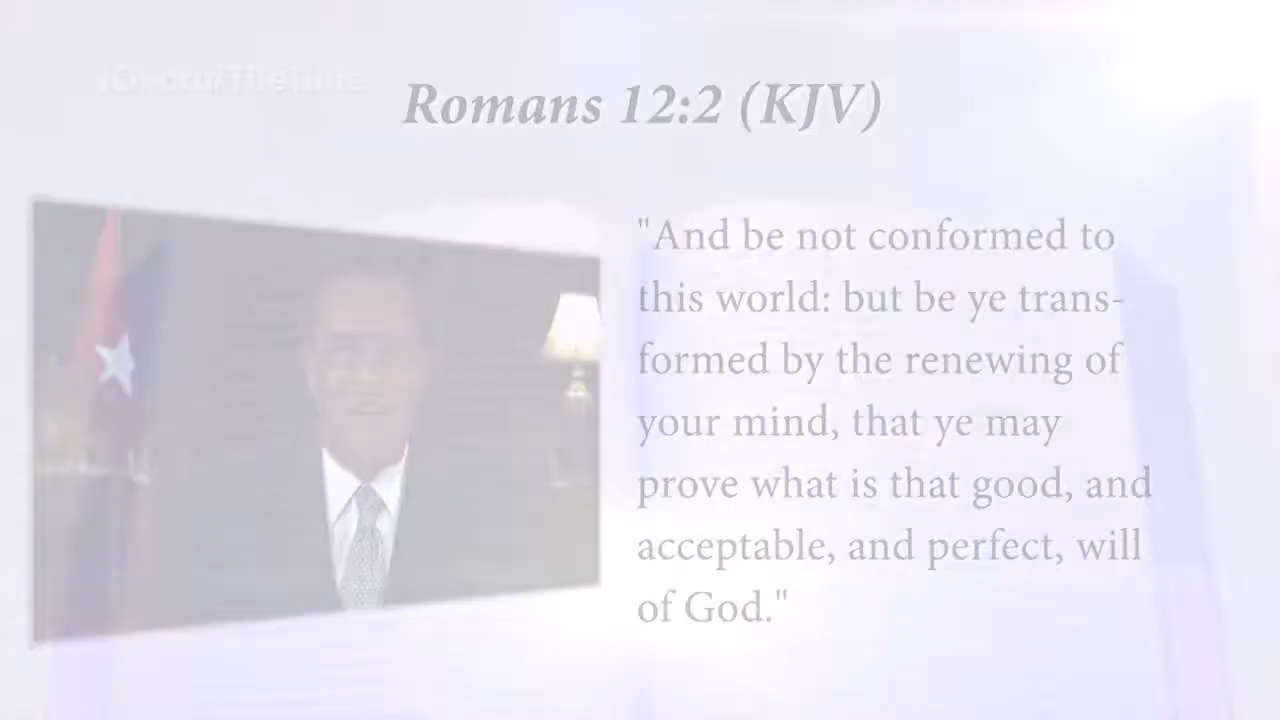 Romans 12:2 (KJV)
"And be not conformed to
this world: but be ye trans-
formed by the renewing of
your mind, that ye may
prove what is that good, and
acceptable, and perfect, will
of God."